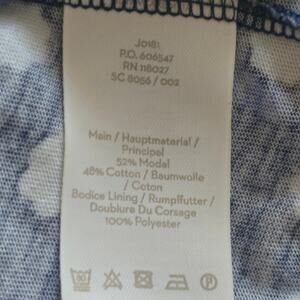 J0181
P.O. 606547
RN 118027
SC 8056 / 002
Main / Hauptmaterial /
Principal
52% Modal
48% Cotton / Baumwolle
/ Coton
Bodice Lining / Rumpffutter /
Doublure Du Corsage
100% Polyester